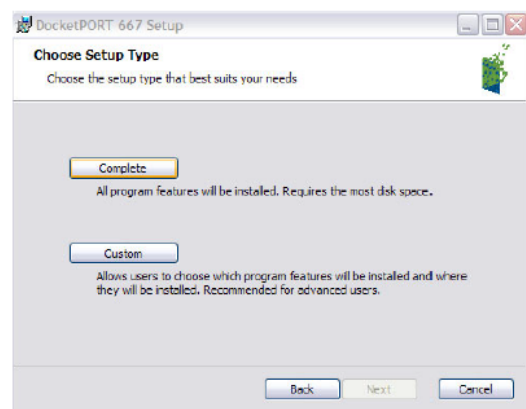 DocketPORT 667 Setup
Choose Setup Type
Choose the setup type that best suits your needs
Complete
All program features will be installed. Requires the most disk space.
Custom
Allows users to choose which program features will be installed and where
they will be installed. Recommended for advanced users.
Back Next Cancel